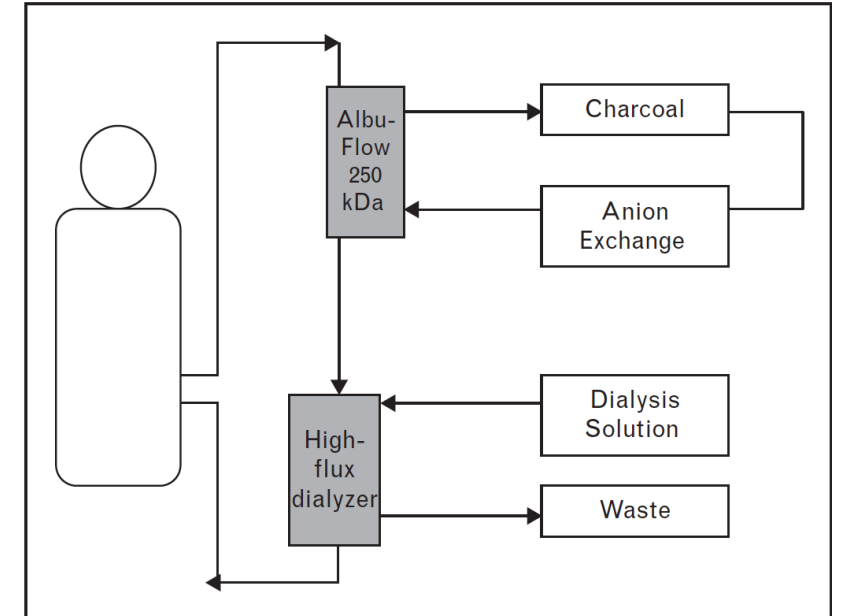 Albu-
Flow
250
kDa
Charcoal
Anion
Exchange
Dialysis
Solution
High-
flux
dialyzer
Waste